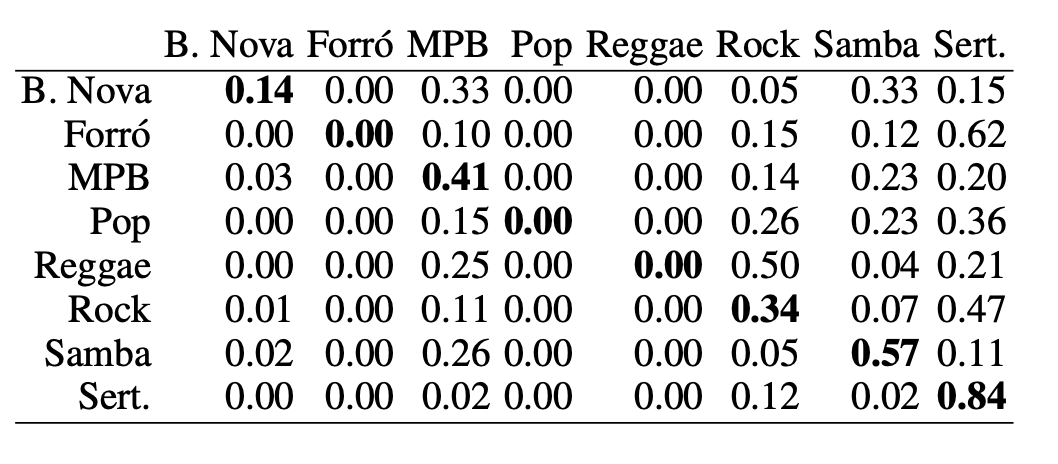 B. Nova Forró MPB Pop Reggae Rock Samba Sert.
B. Nova 0.14 0.00 0.33 0.00 0.00 0.05 0.33 0.15
Forró 0.00 0.00 0.10 0.00 0.00 0.15 0.12 0.62
MPB 0.03 0.00 0.41 0.00 0.00 0.14 0.23 0.20
Pop 0.00 0.00 0.15 0.00 0.00 0.26 0.23 0.36
Reggae 0.00 0.00 0.25 0.00 0.00 0.50 0.04 0.21
Rock 0.01 0.00 0.11 0.00 0.00 0.34 0.07 0.47
Samba 0.02 0.00 0.26 0.00 0.00 0.05 0.57 0.11
Sert. 0.00 0.00 0.02 0.00 0.00 0.12 0.02 0.84